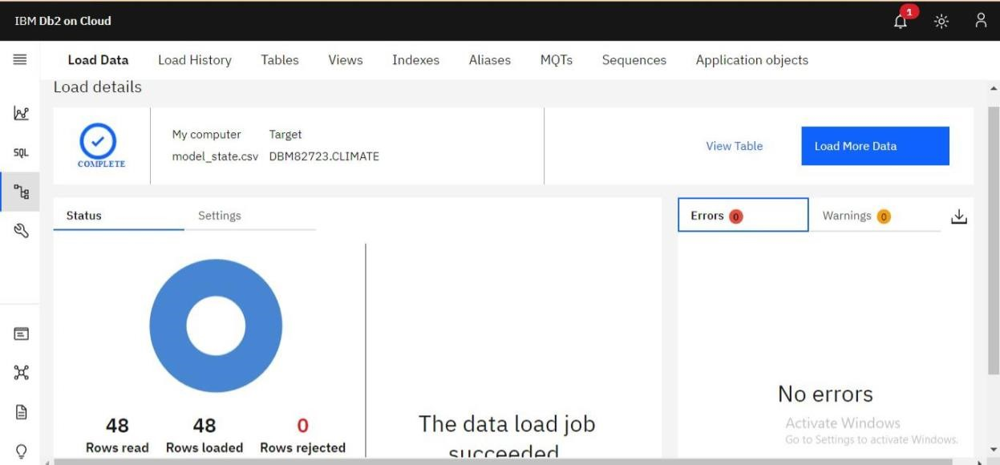 IBM Db2 on Cloud
1
Load Data Load History Tables Views Indexes Aliases MQTs Sequences Application objects
Load details
My computer Target
model_state.csv DBM82723.CLIMATE
COMPLETE
View Table
Load More Data
SQL
Status Settings
Errors 0 Warnings 0
48 48 0
Rows read Rows loaded Rows rejected
The data load job
succeeded
No errors
Activate Windows
Go to Settings to activate Windows.